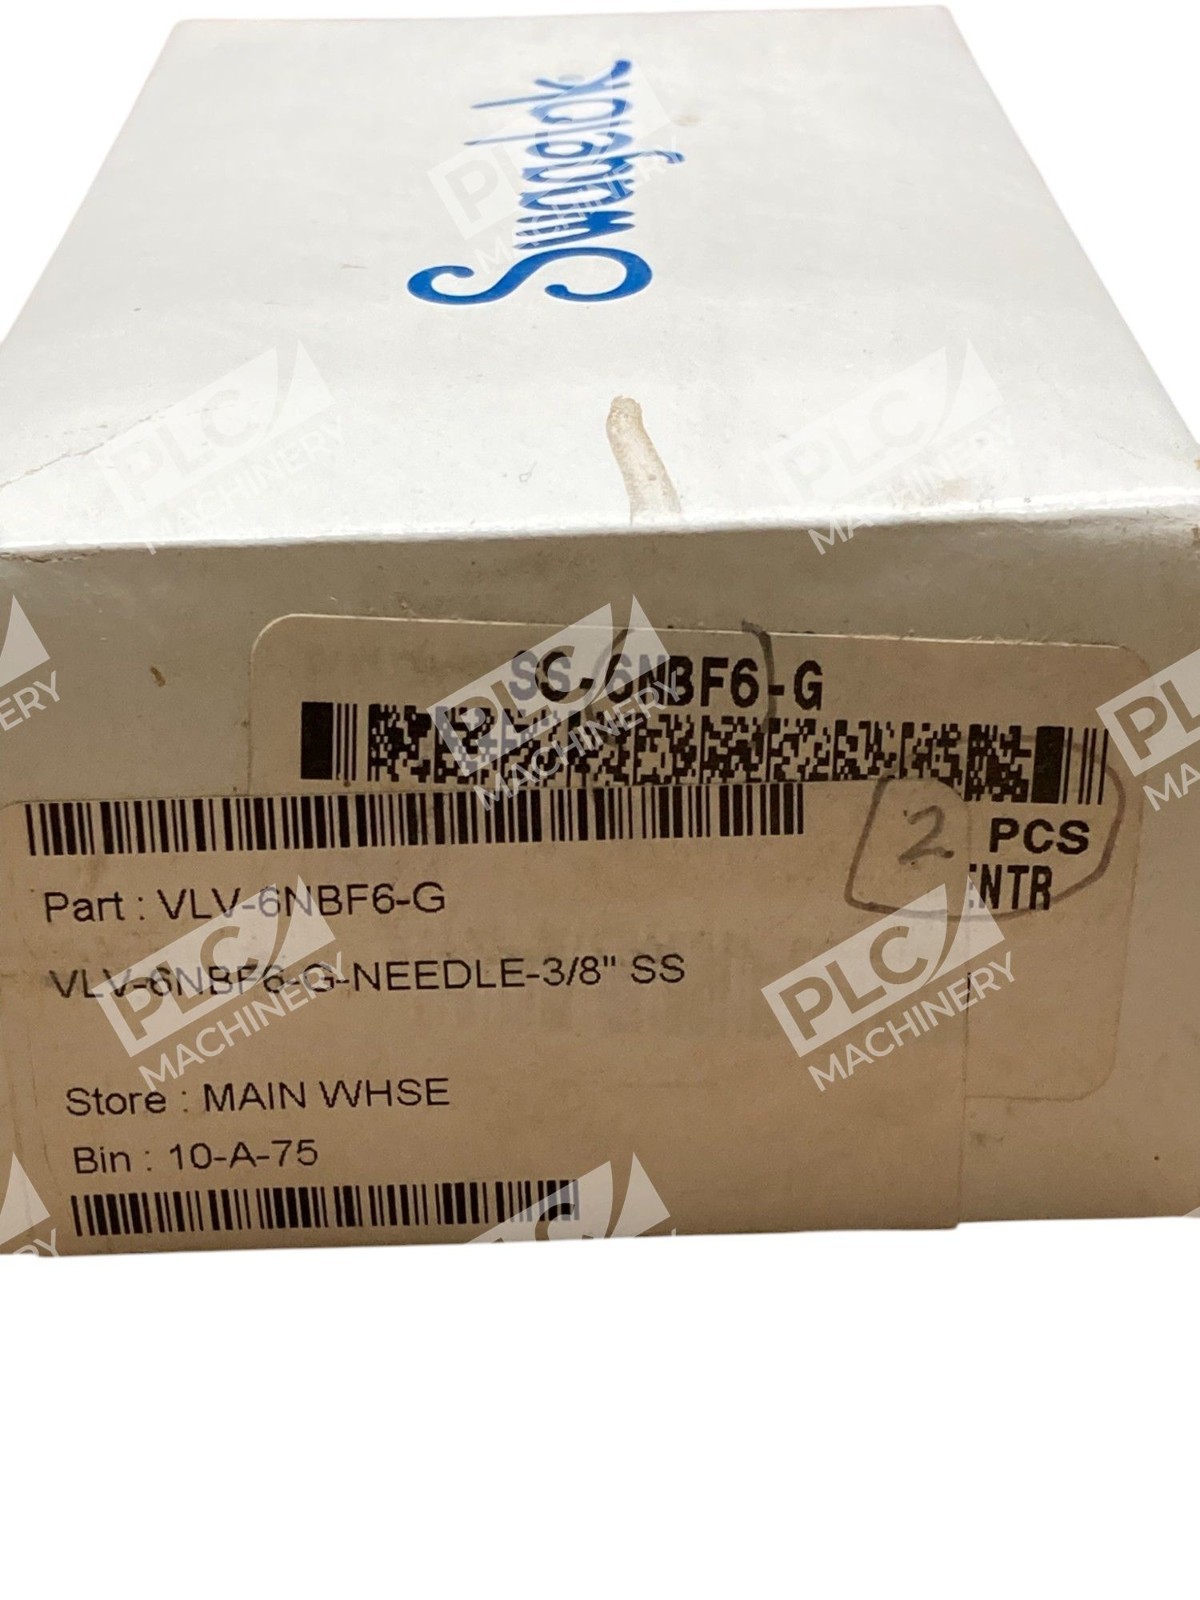 Swagelok
SS-6NBF6-G
2 PCS
Part : VLV-6NBF6-G
VLV-6NBF6-G-NEEDLE-3/8" SS
Store : MAIN WHSE
Bin : 10-A-75
PLC MACHINERY